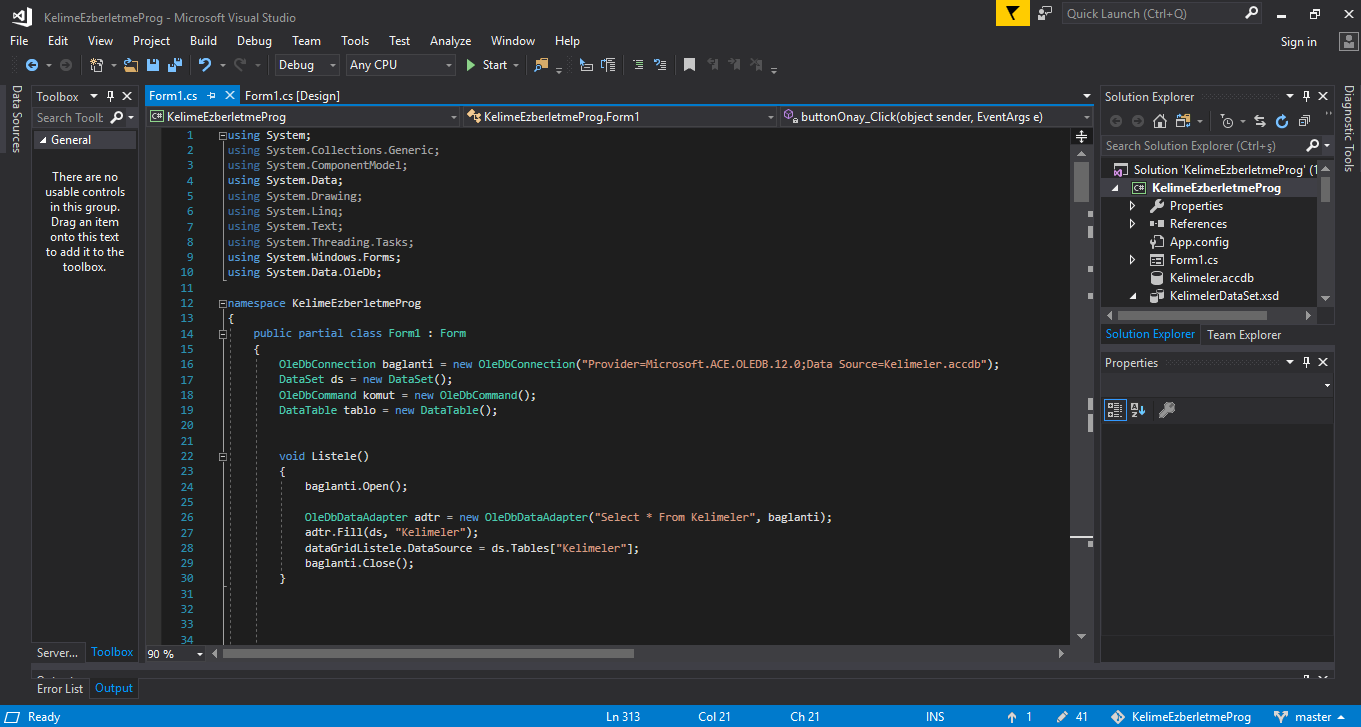 KelimeEzberletmeProg - Microsoft Visual Studio
Quick Launch (Ctrl+Q)
File Edit View Project Build Debug Team Tools Test Analyze Window Help
Sign in
Debug Any CPU Start
Data Sources
Toolbox
Search Toolb
General
There are no
usable controls
in this group.
Drag an item
onto this text
to add it to the
toolbox.
Server... Toolbox
Form1.cs Form1.cs [Design]
C# KelimeEzberletmeProg KelimeEzberletmeProg.Form1 buttonOnay_Click(object sender, EventArgs e)
1 using System;
2 using System.Collections.Generic;
3 using System.ComponentModel;
4 using System.Data;
5 using System.Drawing;
6 using System.Linq;
7 using System.Text;
8 using System.Threading.Tasks;
9 using System.Windows.Forms;
10 using System.Data.OleDb;
11
12 namespace KelimeEzberletmeProg
13 {
14 public partial class Form1 : Form
15 {
16 OleDbConnection baglanti = new OleDbConnection("Provider=Microsoft.ACE.OLEDB.12.0;Data Source=Kelimeler.accdb");
17 DataSet ds = new DataSet();
18 OleDbCommand komut = new OleDbCommand();
19 DataTable tablo = new DataTable();
20
21
22 void Listele()
23 {
24 baglanti.Open();
25
26 OleDbDataAdapter adtr = new OleDbDataAdapter("Select * From Kelimeler", baglanti);
27 adtr.Fill(ds, "Kelimeler");
28 dataGridListele.DataSource = ds.Tables["Kelimeler"];
29 baglanti.Close();
30 }
31
32
33
34
90 %
Solution Explorer
Search Solution Explorer (Ctrl+ş)
Solution 'KelimeEzberletmeProg' (1
C# KelimeEzberletmeProg
Properties
References
App.config
Form1.cs
Kelimeler.accdb
KelimelerDataSet.xsd
Solution Explorer Team Explorer
Properties
Diagnostic Tools
Error List Output
Ready Ln 313 Col 21 Ch 21 INS 1 41 KelimeEzberletmeProg master